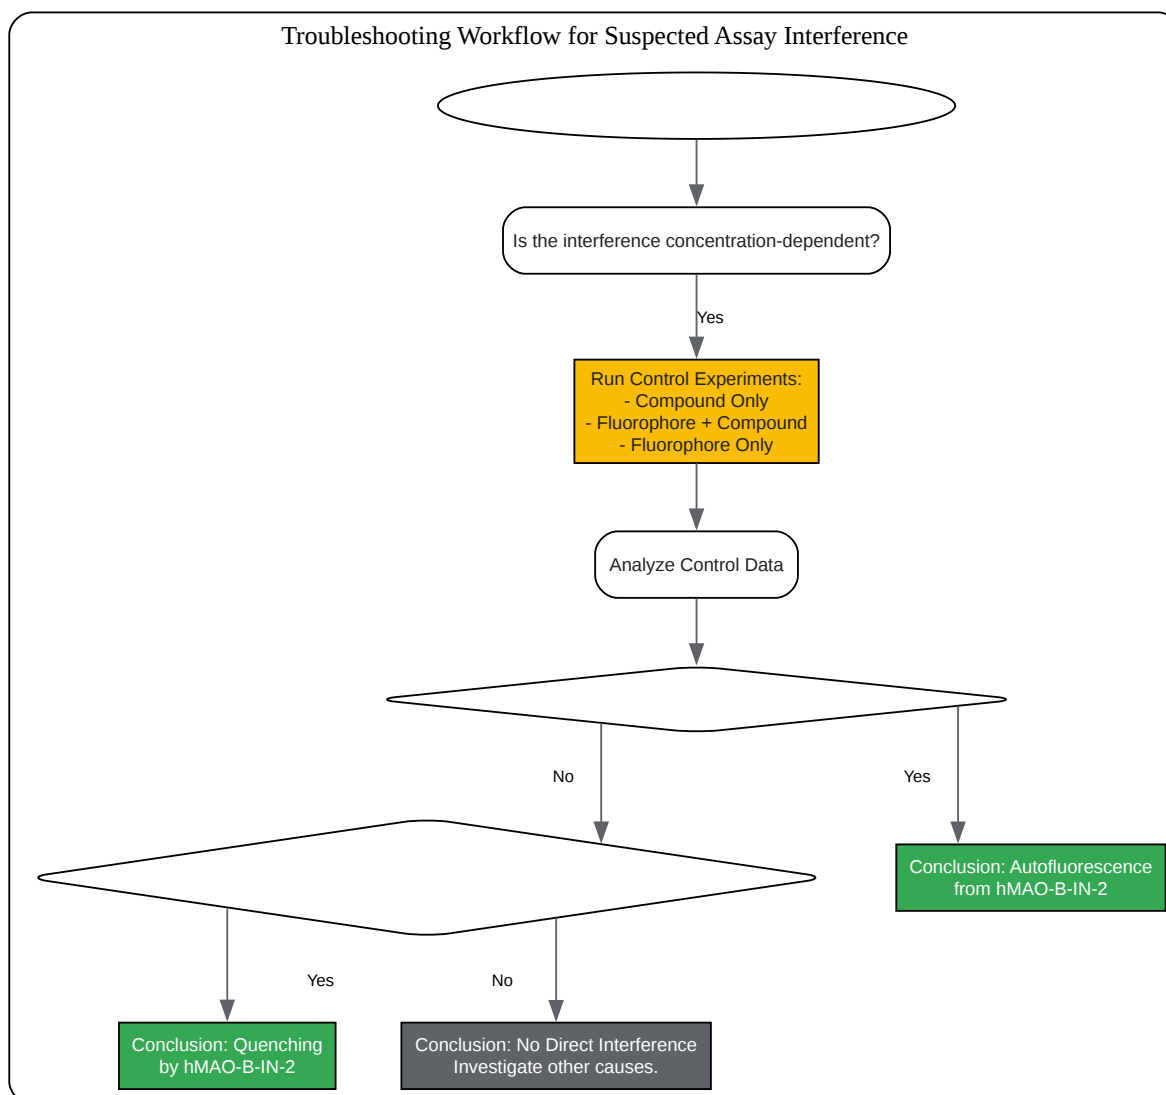 Troubleshooting Workflow for Suspected Assay Interference
Is the interference concentration-dependent?
Yes
Run Control Experiments:
- Compound Only
- Fluorophore + Compound
- Fluorophore Only
Analyze Control Data
No
Yes
Conclusion: Autofluorescence
from hMAO-B-IN-2
Yes
No
Conclusion: Quenching
by hMAO-B-IN-2
Conclusion: No Direct Interference
Investigate other causes.